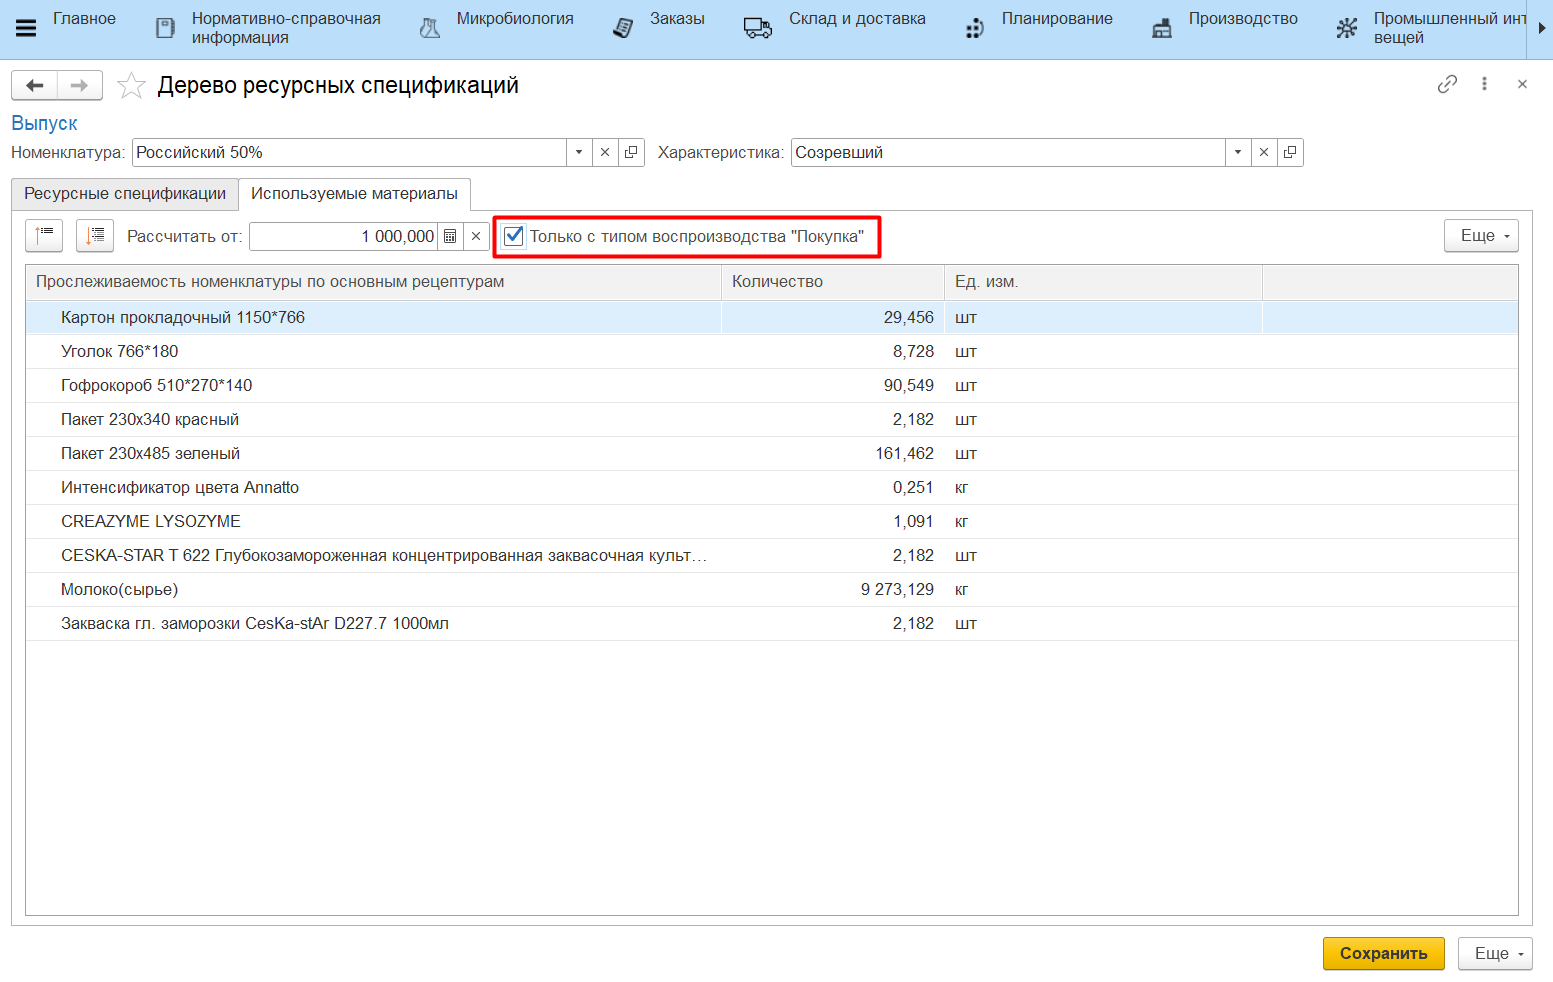 Главное
Нормативно-справочная
информация
Микробиология
Заказы
Склад и доставка
Планирование
Производство
Промышленный инт
вещей
Дерево ресурсных спецификаций
Выпуск
Номенклатура: Российский 50% Характеристика: Созревший
Ресурсные спецификации Используемые материалы
Рассчитать от: 1 000,000 Только с типом воспроизводства "Покупка" Еще
Прослеживаемость номенклатуры по основным рецептурам Количество Ед. изм.
Картон прокладочный 1150*766 29,456 шт
Уголок 766*180 8,728 шт
Гофрокороб 510*270*140 90,549 шт
Пакет 230х340 красный 2,182 шт
Пакет 230х485 зеленый 161,462 шт
Интенсификатор цвета Annatto 0,251 кг
CREAZYME LYSOZYME 1,091 кг
CESKA-STAR T 622 Глубокозамороженная концентрированная заквасочная культ… 2,182 шт
Молоко(сырье) 9 273,129 кг
Закваска гл. заморозки CesKa-stAr D227.7 1000мл 2,182 шт
Сохранить Еще